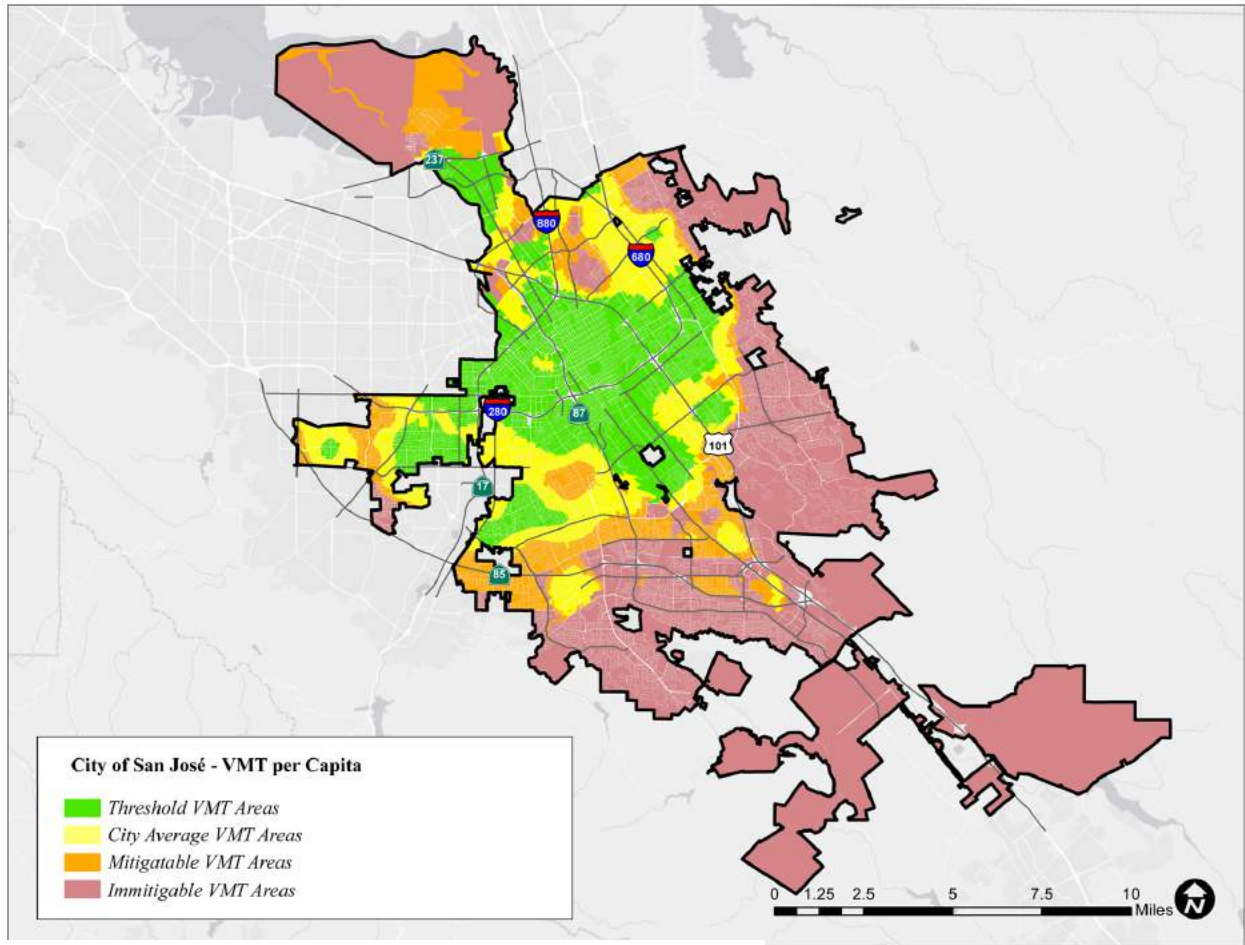 237
880
680
280
87
101
17
85
City of San José - VMT per Capita
Threshold VMT Areas
City Average VMT Areas
Mitigatable VMT Areas
Immitigable VMT Areas
0 1.25 2.5 5 7.5 10
Miles
N